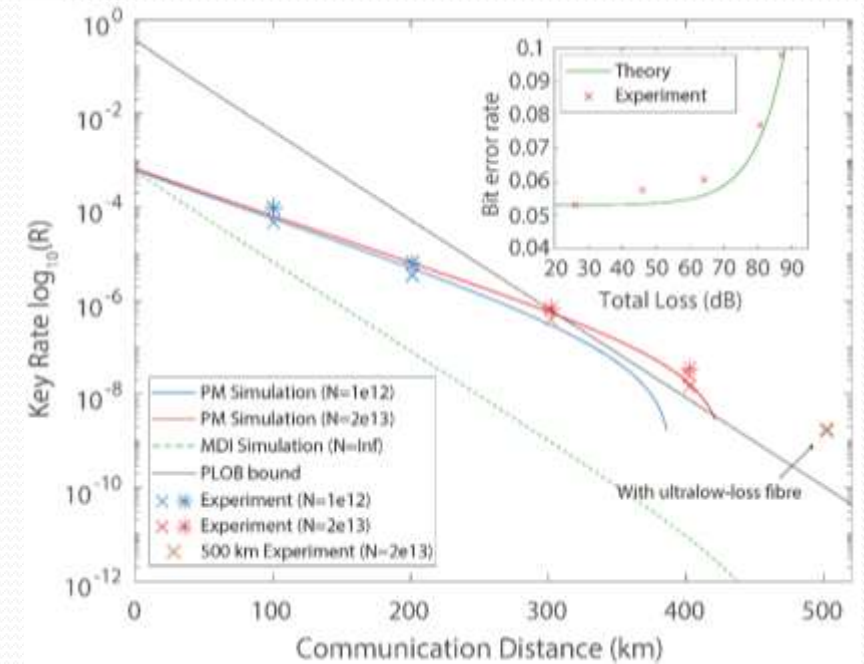 10⁰
10⁻²
10⁻⁴
10⁻⁶
10⁻⁸
10⁻¹⁰
10⁻¹²
Key Rate log₁₀(R)
0 100 200 300 400 500
Communication Distance (km)
PM Simulation (N=1e12)
PM Simulation (N=2e13)
MDI Simulation (N=Inf)
PLOB bound
Experiment (N=1e12)
Experiment (N=2e13)
500 km Experiment (N=2e13)
With ultralow-loss fibre
0.1
0.09
0.08
0.07
0.06
0.05
0.04
Bit error rate
Theory
Experiment
20 30 40 50 60 70 80 90
Total Loss (dB)